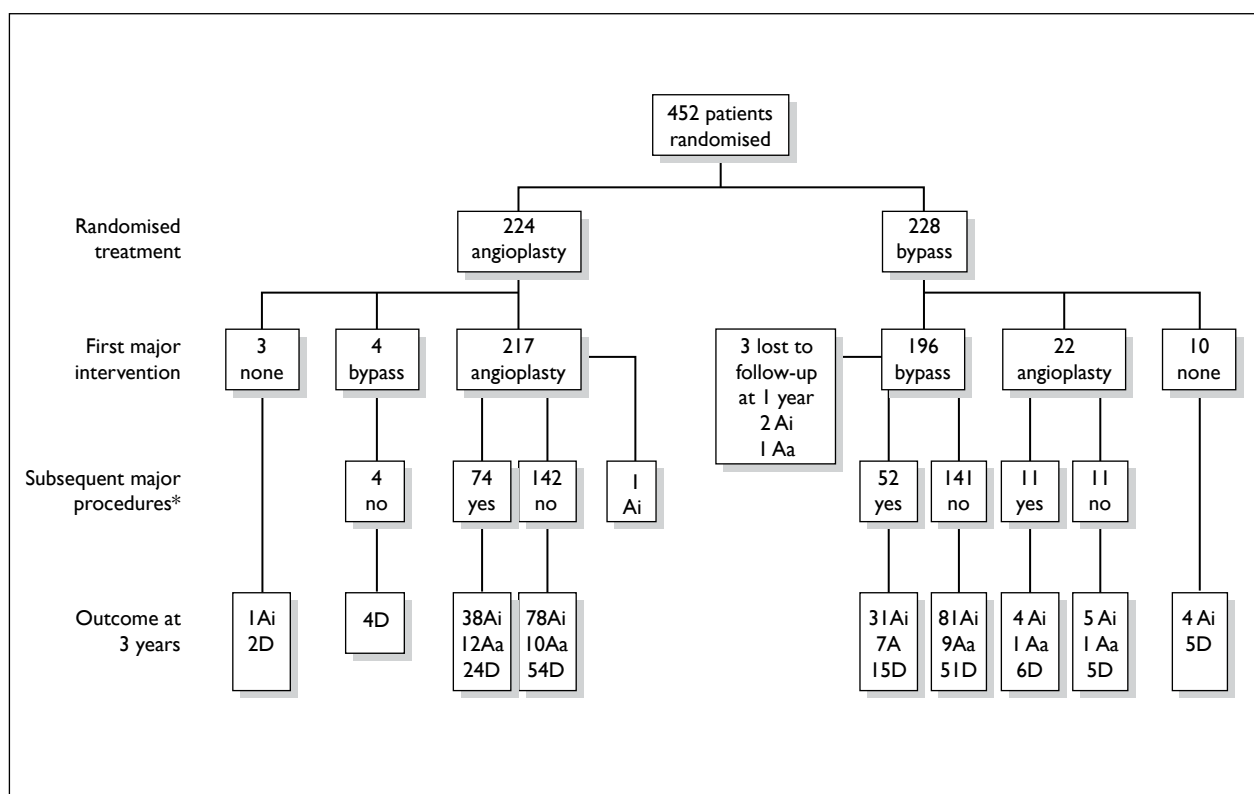 452 patients
randomised
Randomised
treatment
224
angioplasty
228
bypass
First major
intervention
3
none
4
bypass
217
angioplasty
3 lost to
follow-up
at 1 year
2 Ai
1 Aa
196
bypass
22
angioplasty
10
none
Subsequent major
procedures*
4
no
74
yes
142
no
1
Ai
52
yes
141
no
11
yes
11
no
Outcome at
3 years
1Ai
2D
4D
38Ai
12Aa
24D
78Ai
10Aa
54D
31Ai
7A
15D
81Ai
9Aa
51D
4 Ai
1 Aa
6D
5 Ai
1 Aa
5D
4 Ai
5D